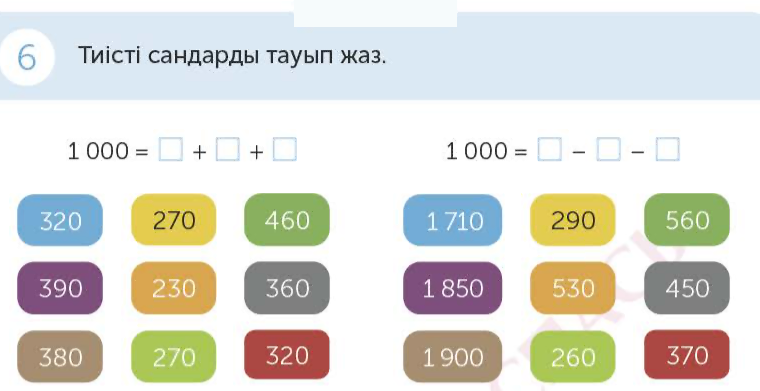 6 Тиісті сандарды тауып жаз.
1 000 = □ + □ + □
1 000 = □ – □ – □
320 270 460
390 230 360
380 270 320
1 710 290 560
1 850 530 450
1 900 260 370